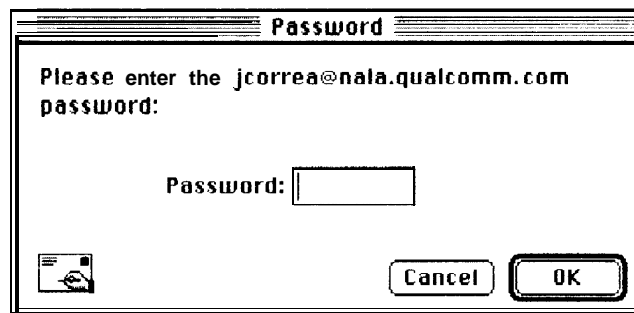 Password
Please enter the jcorrea@nala.qualcomm.com
password:
Password:
Cancel OK